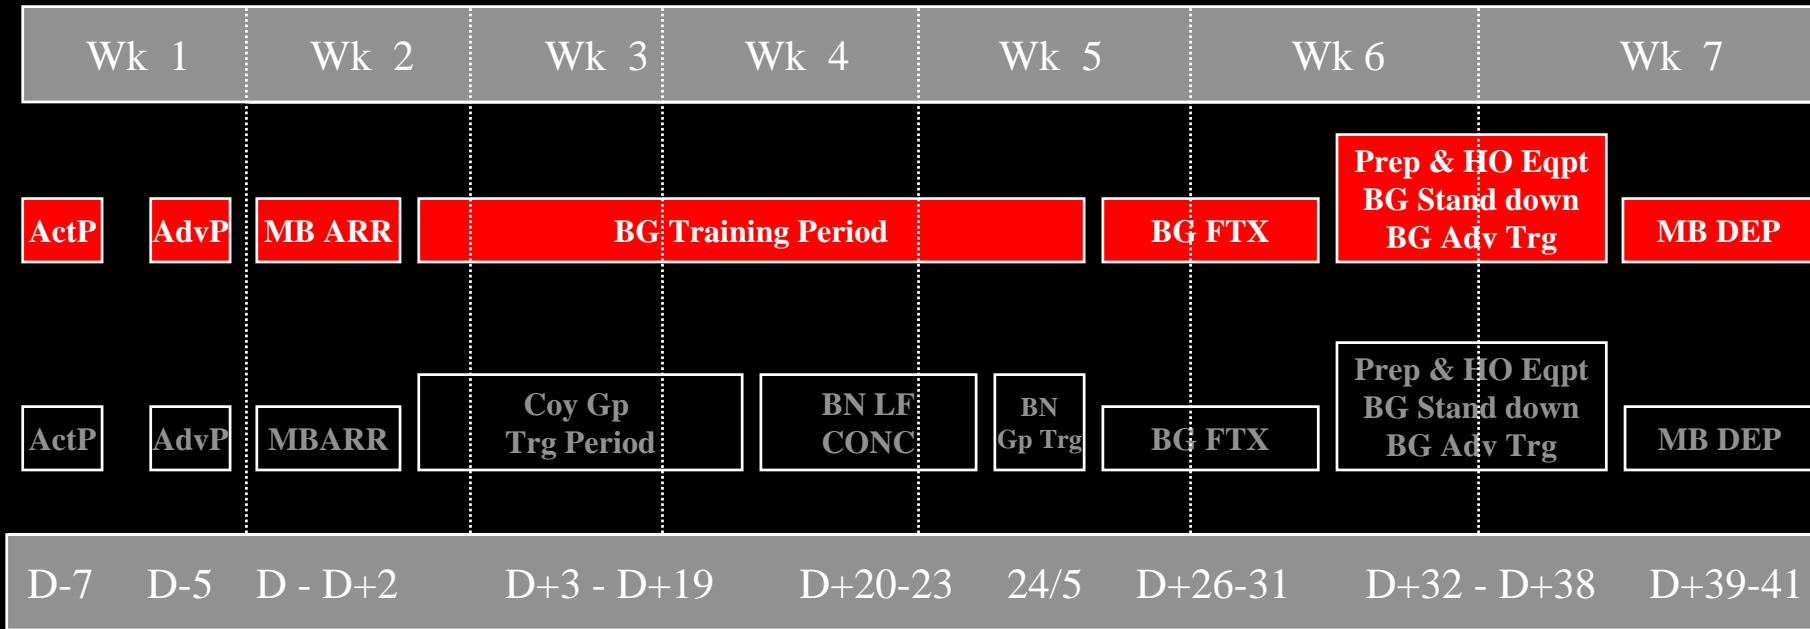 Wk 1 Wk 2 Wk 3 Wk 4 Wk 5 Wk 6 Wk 7
ActP
AdvP
MB ARR
BG Training Period
BG FTX
Prep & HO Eqpt
BG Stand down
BG Adv Trg
MB DEP
ActP
AdvP
MBARR
Coy Gp
Trg Period
BN LF
CONC
BN
Gp Trg
BG FTX
Prep & HO Eqpt
BG Stand down
BG Adv Trg
MB DEP
D-7 D-5 D - D+2 D+3 - D+19 D+20-23 24/5 D+26-31 D+32 - D+38 D+39-41